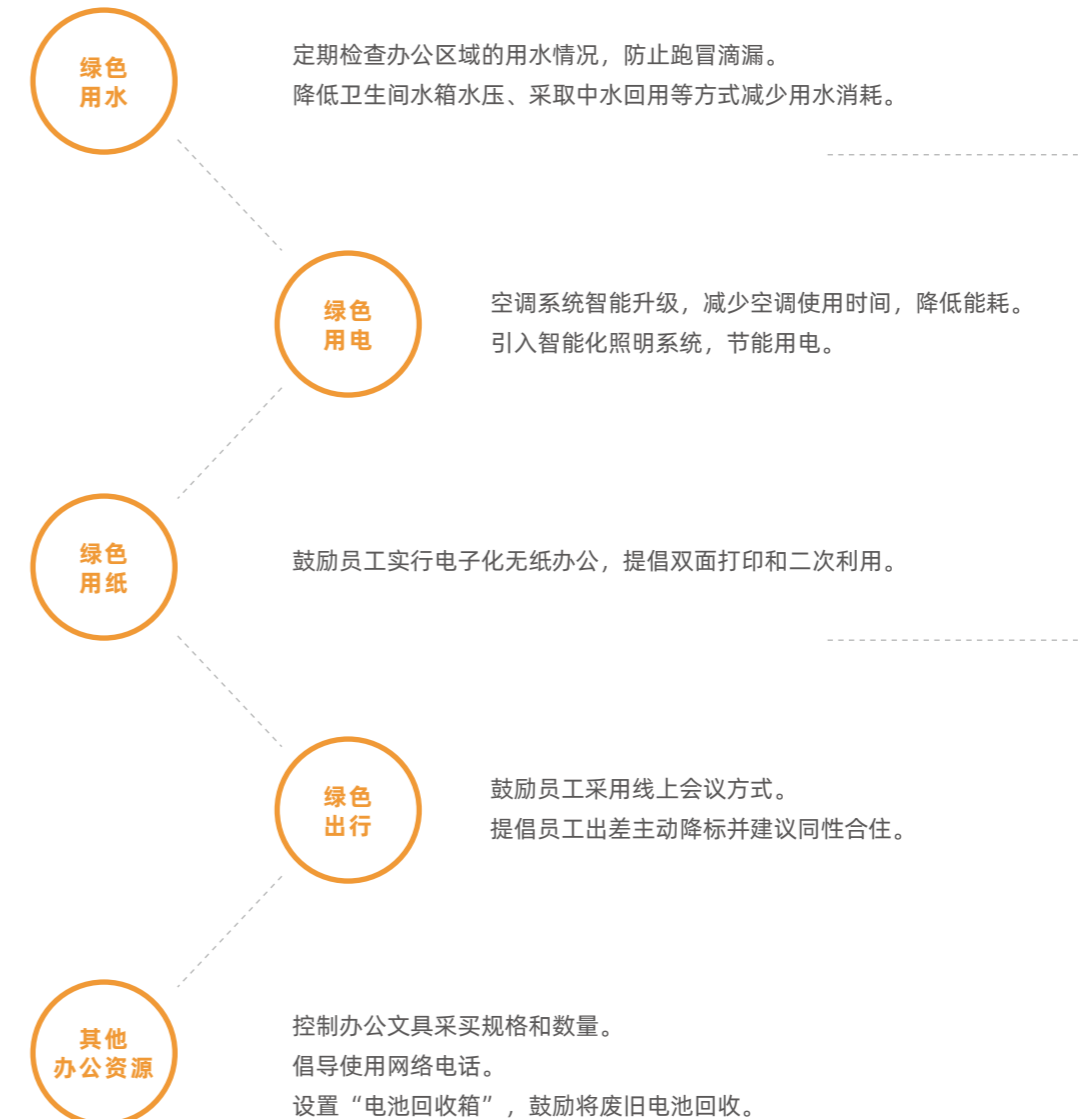 绿色
用水
定期检查办公区域的用水情况，防止跑冒滴漏。
降低卫生间水箱水压、采取中水回用等方式减少用水消耗。
绿色
用电
空调系统智能升级，减少空调使用时间，降低能耗。
引入智能化照明系统，节能用电。
绿色
用纸
鼓励员工实行电子化无纸办公，提倡双面打印和二次利用。
绿色
出行
鼓励员工采用线上会议方式。
提倡员工出差主动降标并建议同性合住。
其他
办公资源
控制办公文具采买规格和数量。
倡导使用网络电话。
设置“电池回收箱”，鼓励将废旧电池回收。